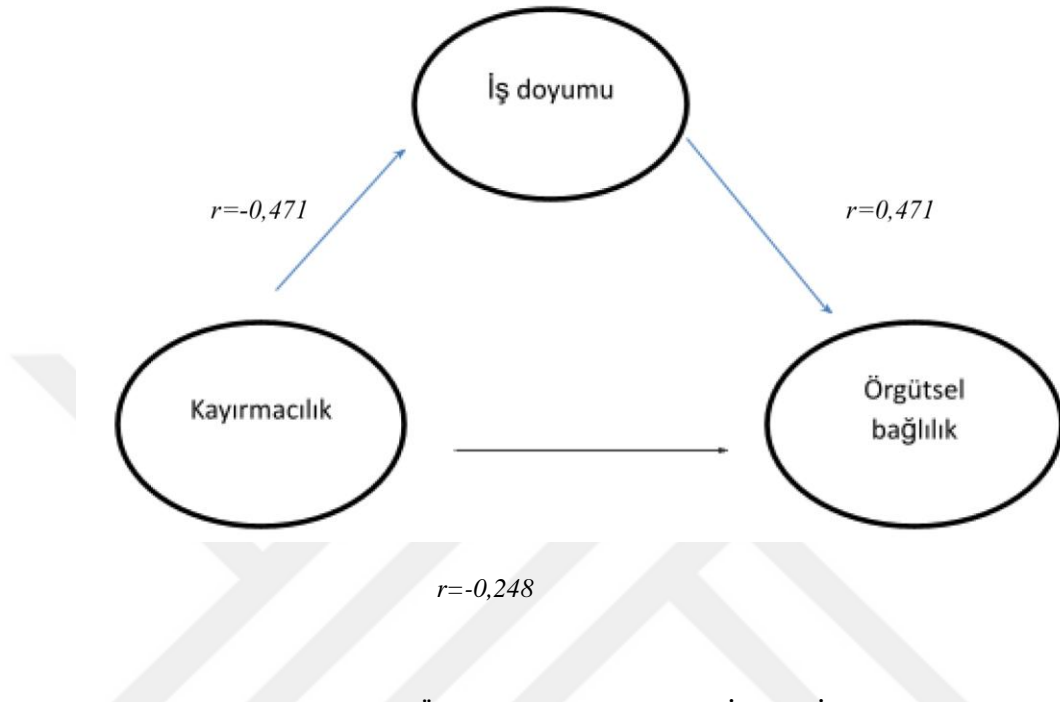 İş doyumu
r=-0,471
r=0,471
Kayırmacılık
Örgütsel
bağlılık
r=-0,248